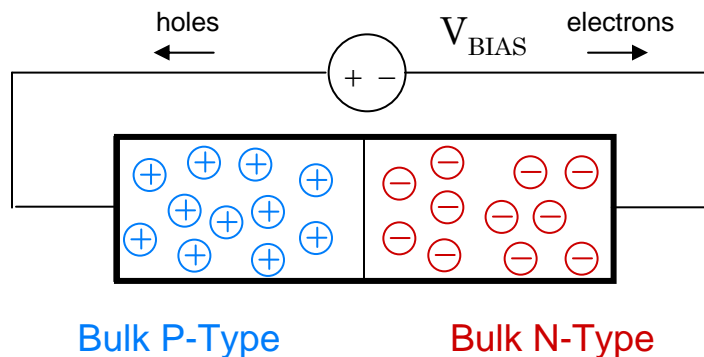 holes V_BIAS electrons
+ −
+ + + + + + + + + + + − − − − − − − − − − − −
Bulk P-Type Bulk N-Type